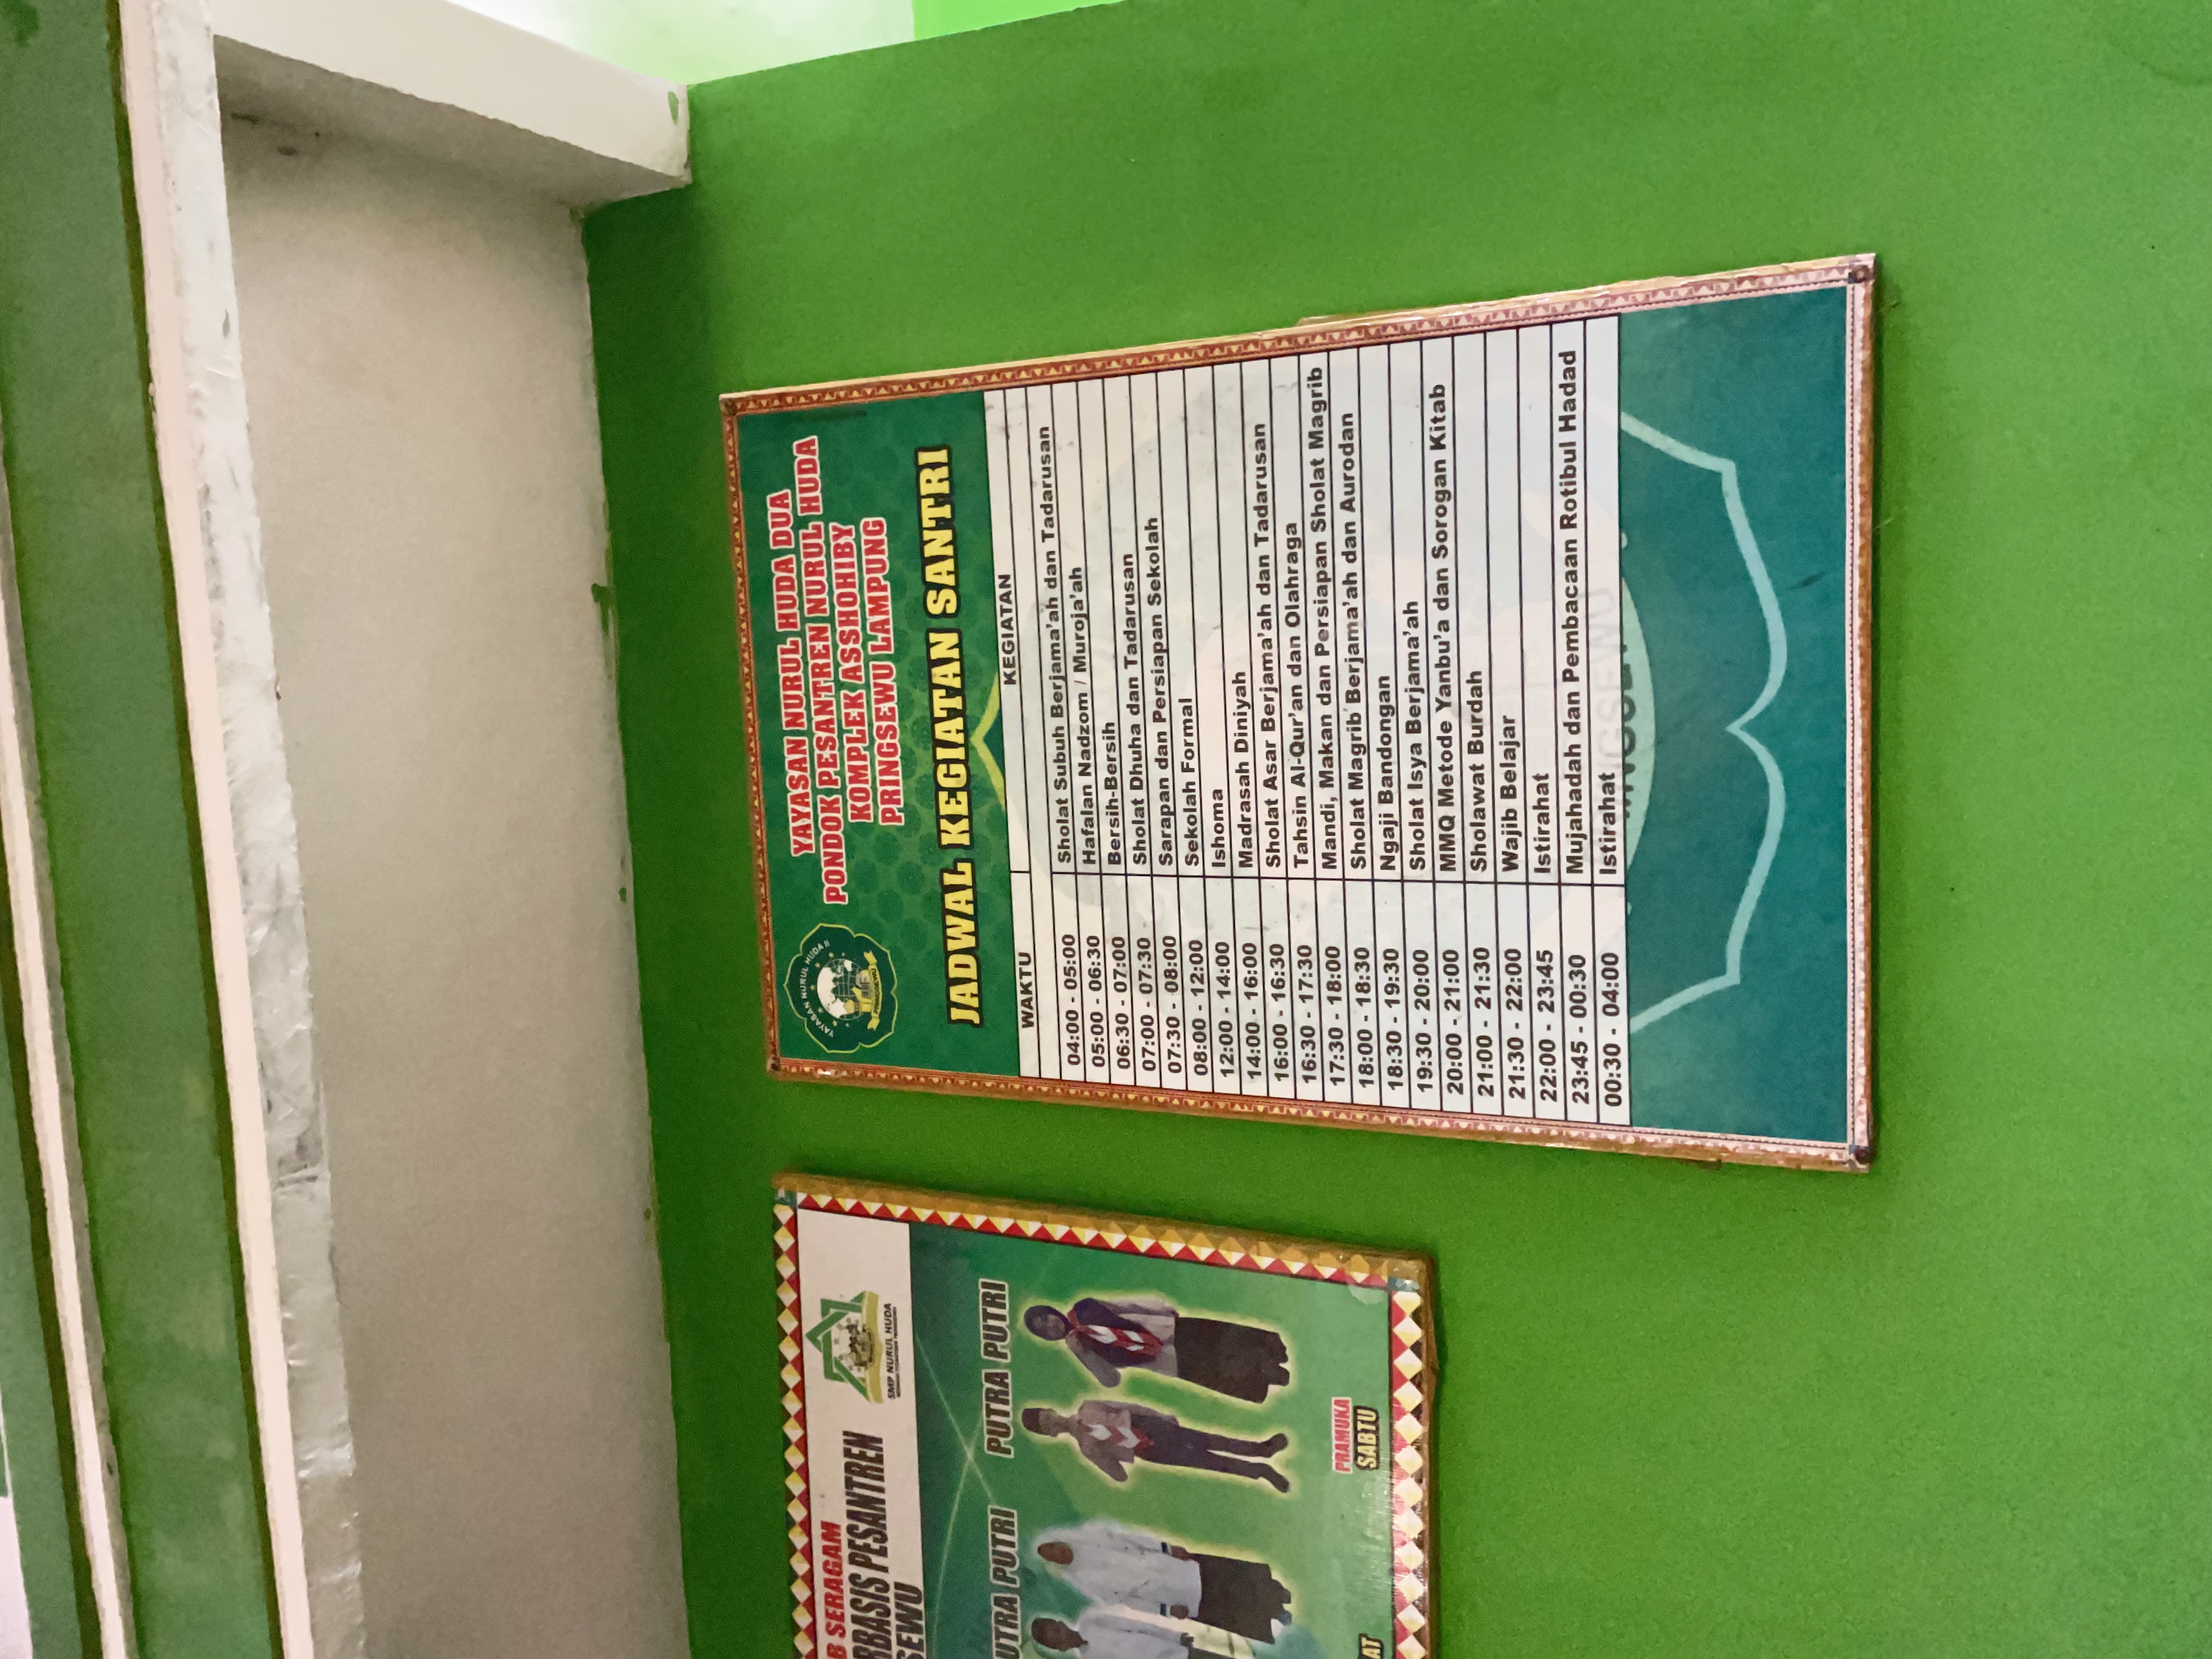 YAYASAN NURUL HUDA DUA
PONDOK PESANTREN NURUL HUDA
KOMPLEK ASSHOHIBY
PRINGSEWU LAMPUNG
YAYASAN NURUL HUDA II
JADWAL KEGIATAN SANTRI
WAKTU KEGIATAN
04:00 - 05:00 Sholat Subuh Berjama'ah dan Tadarusan
05:00 - 06:30 Hafalan Nadzom / Muroja'ah
06:30 - 07:00 Bersih-Bersih
07:00 - 07:30 Sholat Dhuha dan Tadarusan
07:30 - 08:00 Sarapan dan Persiapan Sekolah
08:00 - 12:00 Sekolah Formal
12:00 - 14:00 Ishoma
14:00 - 16:00 Madrasah Diniyah
16:00 - 16:30 Sholat Asar Berjama'ah dan Tadarusan
16:30 - 17:30 Tahsin Al-Qur'an dan Olahraga
17:30 - 18:00 Mandi, Makan dan Persiapan Sholat Magrib
18:00 - 18:30 Sholat Magrib Berjama'ah dan Aurodan
18:30 - 19:30 Ngaji Bandongan
19:30 - 20:00 Sholat Isya Berjama'ah
20:00 - 21:00 MMQ Metode Yanbu'a dan Sorogan Kitab
21:00 - 21:30 Sholawat Burdah
21:30 - 22:00 Wajib Belajar
22:00 - 23:45 Istirahat
23:45 - 00:30 Mujahadah dan Pembacaan Rotibul Hadad
00:30 - 04:00 Istirahat
B SERAGAM
RBASIS PESANTREN
SEWU
SMP NURUL HUDA
UTRA PUTRI PUTRA PUTRI
PRAMUKA
AT SABTU